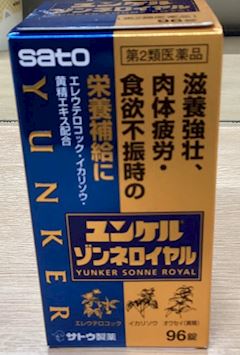 sato
栄養補給に
エレウテロコック・イカリソウ・
黄精エキス配合
YUNKER
第2類医薬品
滋養強壮、
肉体疲労・
食欲不振時の
ユンケル
ゾンネロイヤル
YUNKER SONNE ROYAL
エレウテロコック イカリソウ オウセイ(黄精)
サトウ製薬
96錠